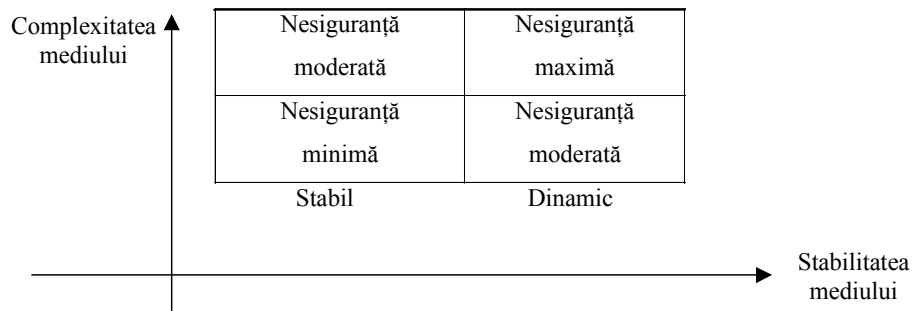 Complexitatea
mediului
Nesiguranță
moderată
Nesiguranță
maximă
Nesiguranță
minimă
Nesiguranță
moderată
Stabil
Dinamic
Stabilitatea
mediului